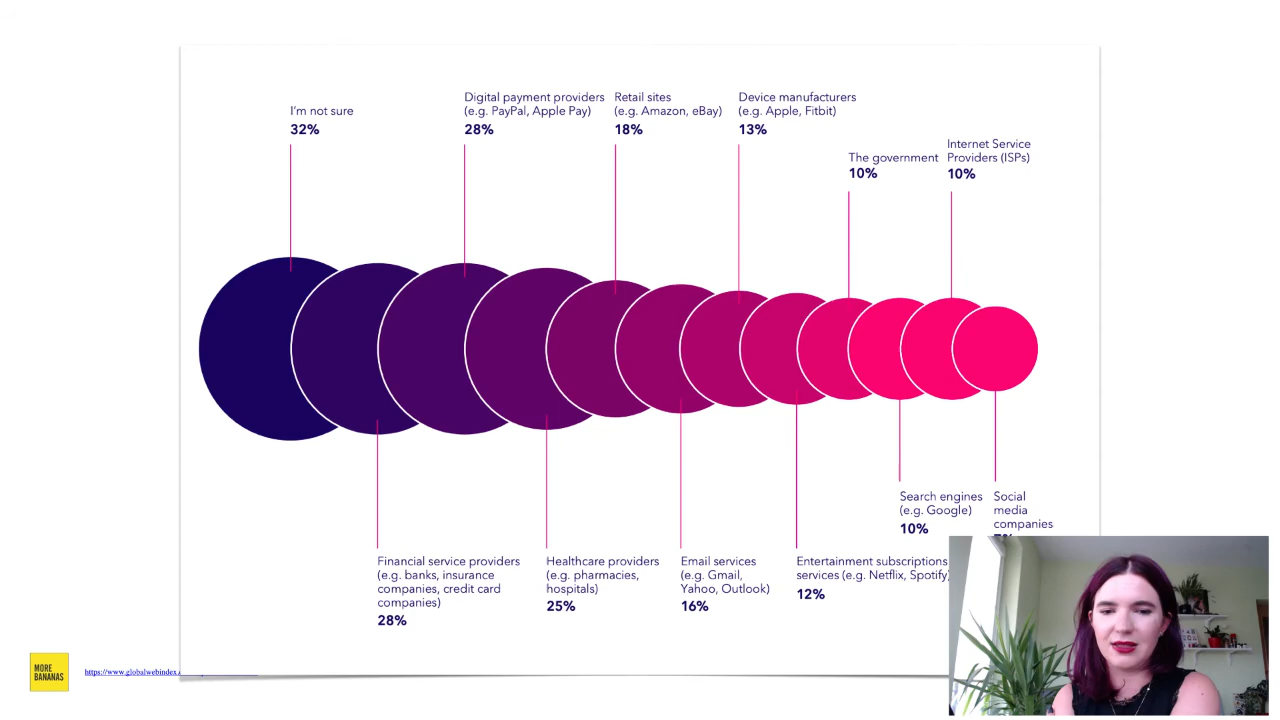 I'm not sure
32%
Digital payment providers
(e.g. PayPal, Apple Pay)
28%
Retail sites
(e.g. Amazon, eBay)
18%
Device manufacturers
(e.g. Apple, Fitbit)
13%
The government
10%
Internet Service
Providers (ISPs)
10%
Financial service providers
(e.g. banks, insurance
companies, credit card
companies)
28%
Healthcare providers
(e.g. pharmacies,
hospitals)
25%
Email services
(e.g. Gmail,
Yahoo, Outlook)
16%
Entertainment subscriptions
services (e.g. Netflix, Spotify)
12%
Search engines
(e.g. Google)
10%
Social
media
companies
MORE
BANANAS
https://www.globalwebindex.